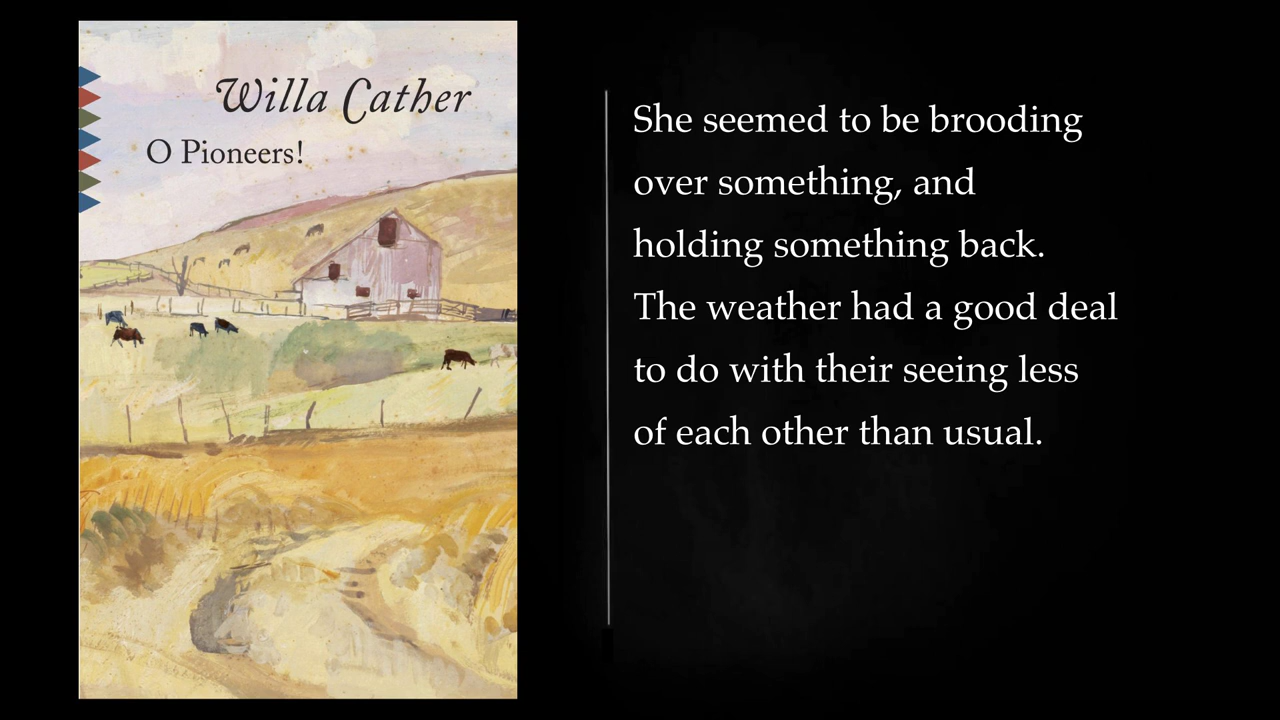 Willa Cather
O Pioneers!
She seemed to be brooding
over something, and
holding something back.
The weather had a good deal
to do with their seeing less
of each other than usual.